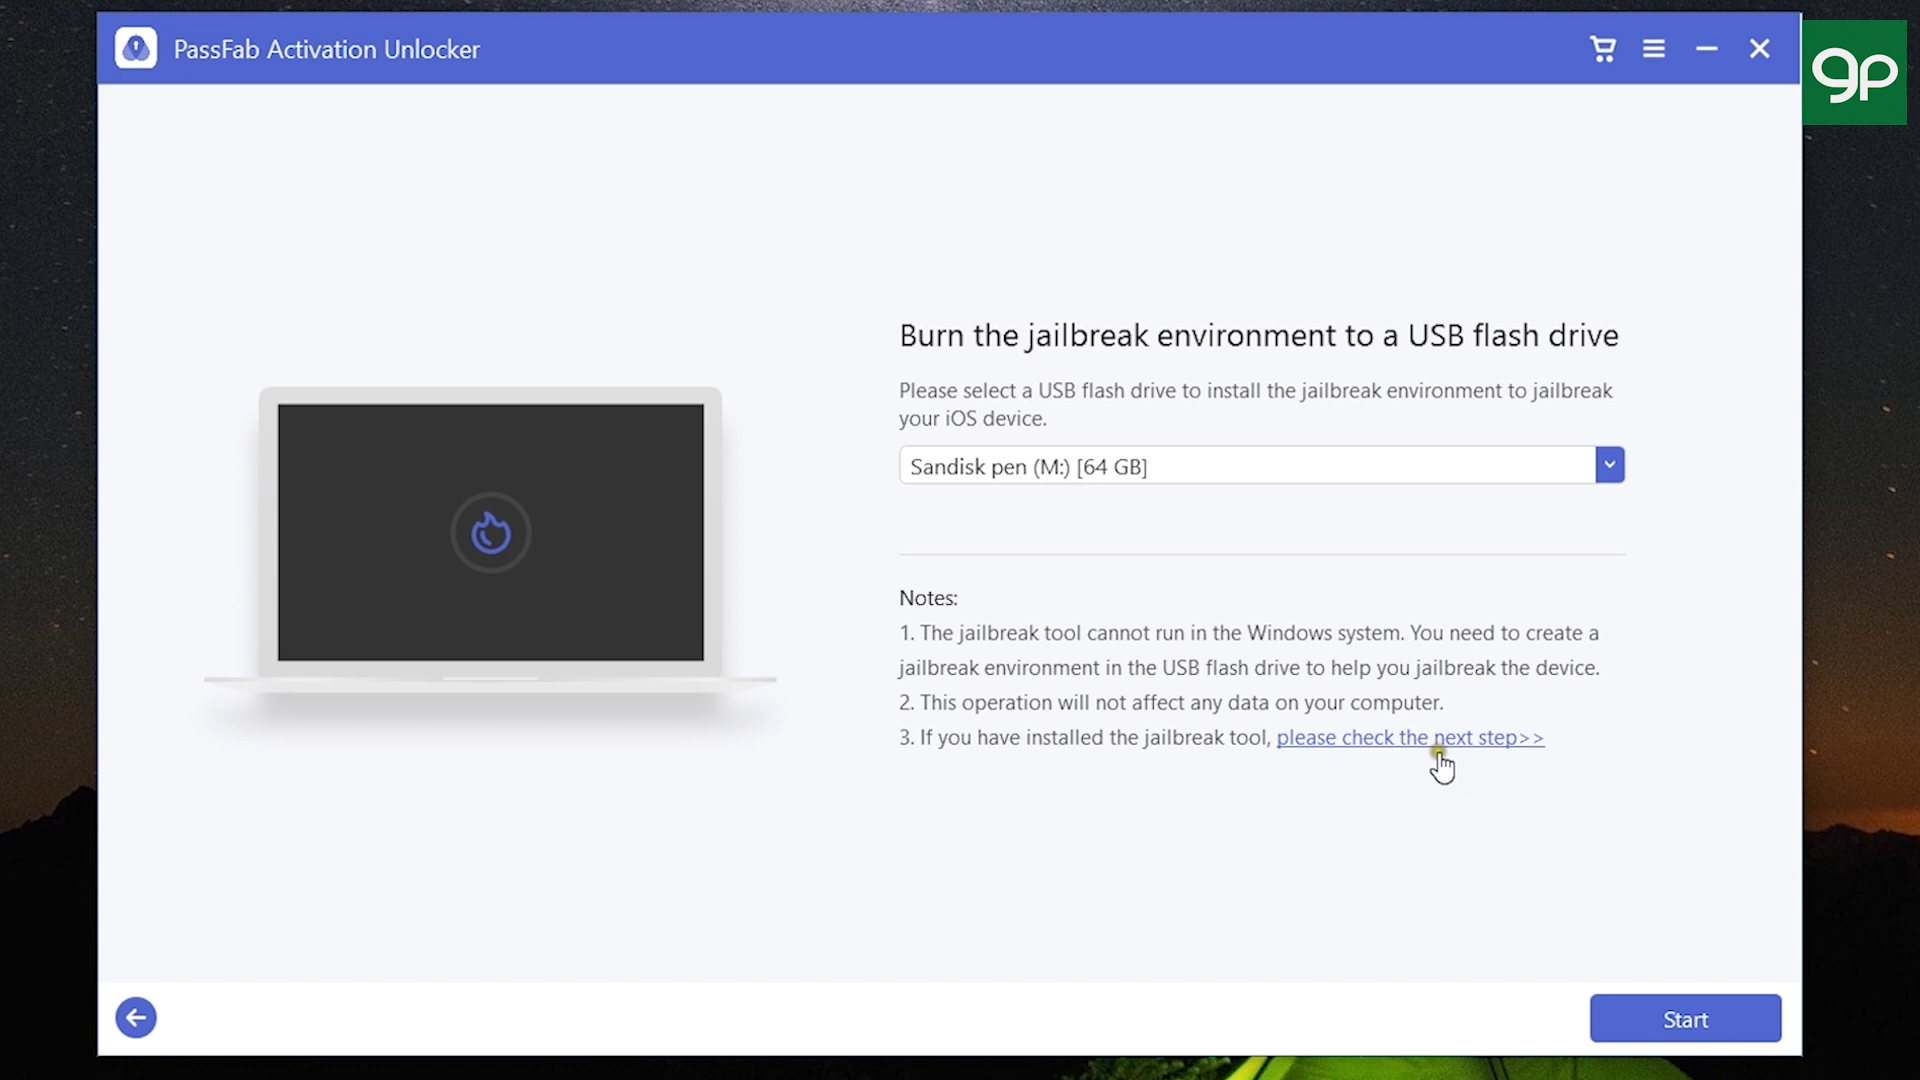 PassFab Activation Unlocker
gp
Burn the jailbreak environment to a USB flash drive
Please select a USB flash drive to install the jailbreak environment to jailbreak
your iOS device.
Sandisk pen (M:) [64 GB]
Notes:
1. The jailbreak tool cannot run in the Windows system. You need to create a
jailbreak environment in the USB flash drive to help you jailbreak the device.
2. This operation will not affect any data on your computer.
3. If you have installed the jailbreak tool, please check the next step>>
Start